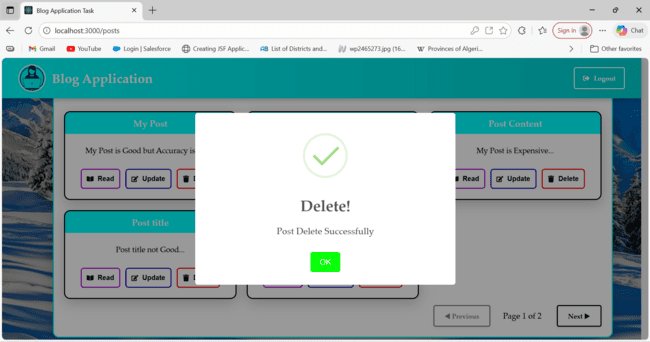 Blog Application Task
localhost:3000/posts
Sign in
Chat
Gmail
YouTube
Login | Salesforce
Creating JSF Applic...
List of Districts and...
wp2465273.jpg (16...
Provinces of Algeri...
Other favorites
Blog Application
Logout
My Post
Post Content
My Post is Good but Accuracy is
My Post is Expensive...
Read
Update
Update
Delete
Delete!
Post Delete Successfully
OK
Post title
Post title not Good...
Read
Update
Previous
Page 1 of 2
Next